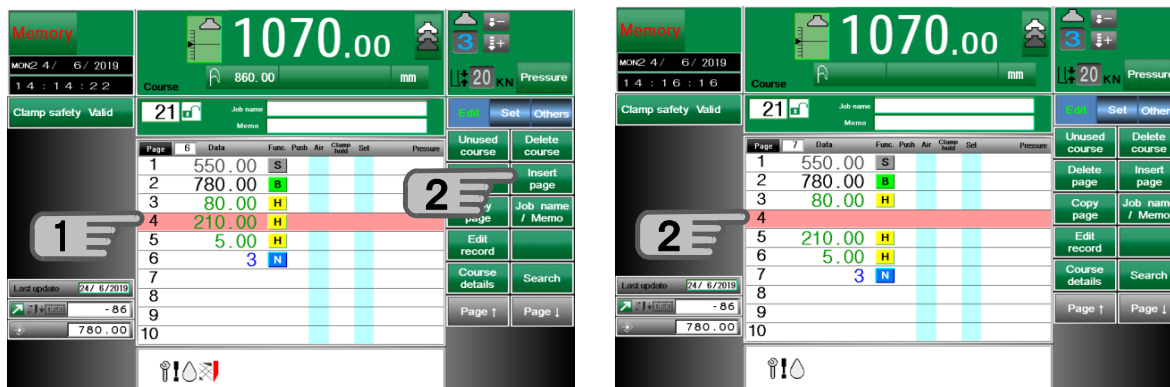 Memory
1070.00
3
MON2 4/ 6/ 2019
14 : 14 : 22
Course
860. 00
mm
20 KN
Pressure
Clamp safety Valid
21
Job name
Memo
Edit Set Others
Page 6 Data Func. Push Air Clamp hold Set Pressure
1 550.00 S
2 780.00 B
3 80.00 H
4 210.00 H
5 5.00 H
6 3 N
7
8
9
10
Unused course
Delete course
Insert page
page
Job name / Memo
Edit record
Course details
Search
Page ↑
Page ↓
1
2
Last update 24/ 6/2019
-86
780.00
Memory
1070.00
3
MON2 4/ 6/ 2019
14 : 16 : 16
Course
mm
20 KN
Pressure
Clamp safety Valid
21
Job name
Memo
Edit Set Others
Page 7 Data Func. Push Air Clamp hold Set Pressure
1 550.00 S
2 780.00 B
3 80.00 H
4
5 210.00 H
6 5.00 H
7 3 N
8
9
10
Unused course
Delete course
Delete page
Insert page
Copy page
Job name / Memo
Edit record
Course details
Search
Page ↑
Page ↓
2
Last update 24/ 6/2019
-86
780.00